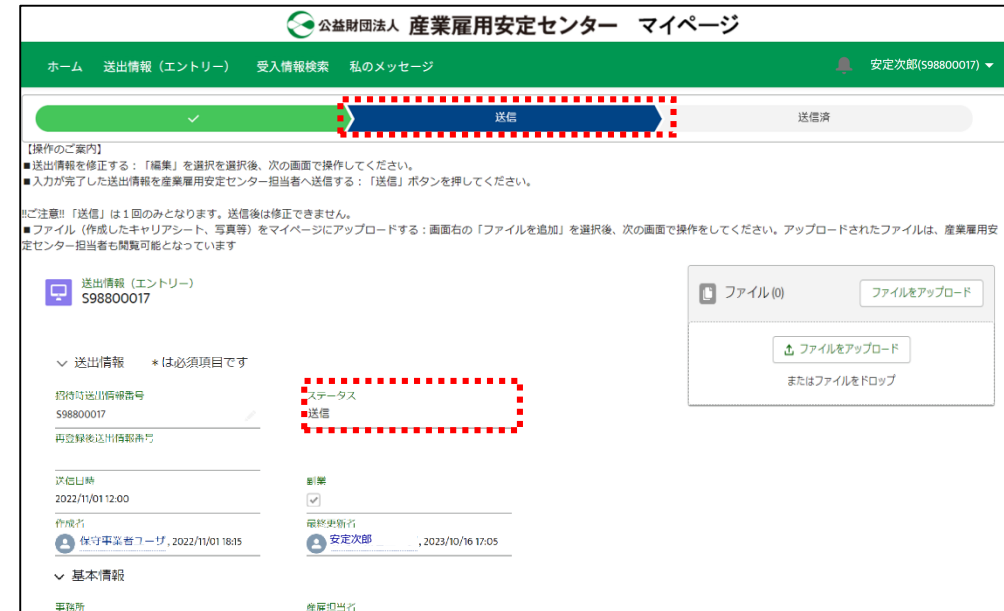 公益財団法人 産業雇用安定センター マイページ
ホーム 送出情報（エントリー） 受入情報検索 私のメッセージ 安定次郎(S98800017)
送信 送信済
【操作のご案内】
■送出情報を修正する：「編集」を選択を選択後、次の画面で操作してください。
■入力が完了した送出情報を産業雇用安定センター担当者へ送信する：「送信」ボタンを押してください。
!!ご注意!!「送信」は１回のみとなります。送信後は修正できません。
■ファイル（作成したキャリアシート、写真等）をマイページにアップロードする：画面右の「ファイルを追加」を選択後、次の画面で操作をしてください。アップロードされたファイルは、産業雇用安
定センター担当者も閲覧可能となっています
送出情報（エントリー）
S98800017
ファイル (0) ファイルをアップロード
ファイルをアップロード
またはファイルをドロップ
送出情報 *は必須項目です
招待時送出情報番号 ステータス
S98800017 送信
再登録後送出情報番号
送信日時 副業
2022/11/01 12:00
作成者 最終更新者
保守事業者ユーザ, 2022/11/01 18:15 安定次郎, 2023/10/16 17:05
基本情報
事務所 産雇担当者